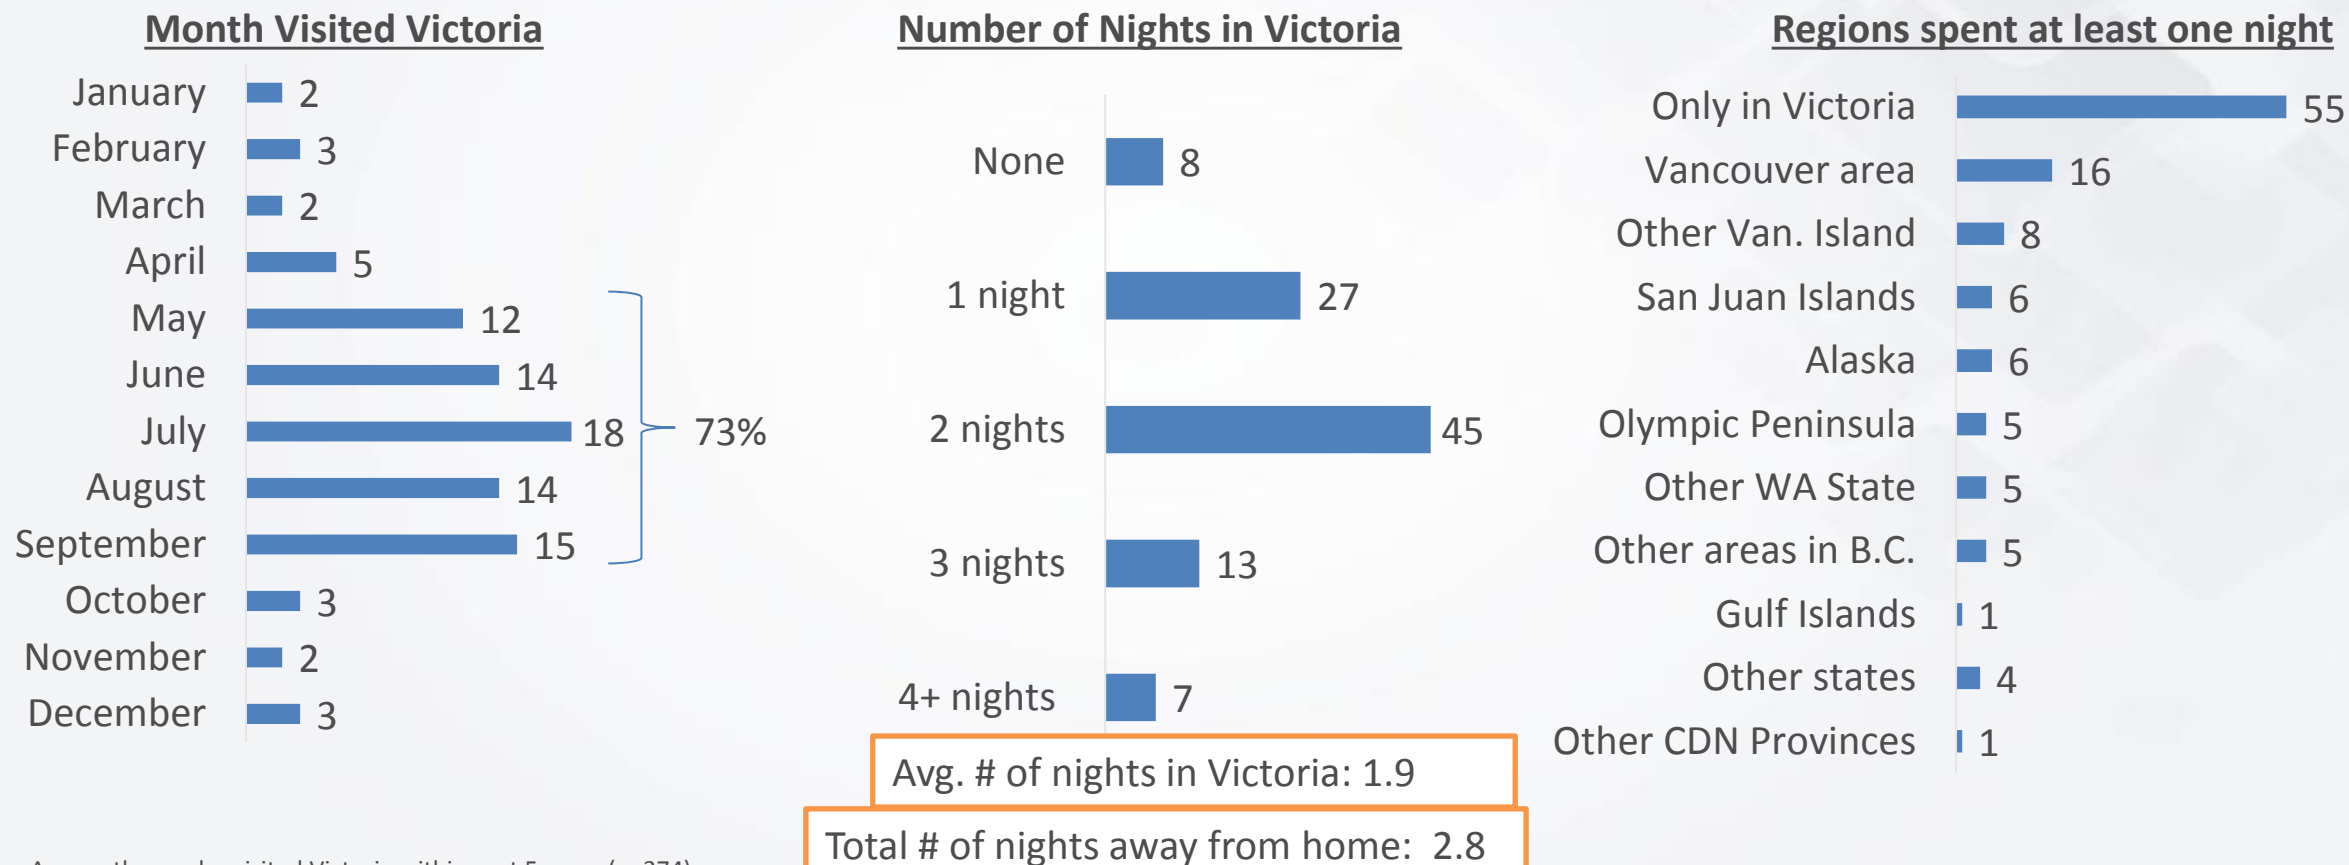 Month Visited Victoria
January 2
February 3
March 2
April 5
May 12
June 14
July 18
August 14
September 15
October 3
November 2
December 3
73%
Number of Nights in Victoria
None 8
1 night 27
2 nights 45
3 nights 13
4+ nights 7
Avg. # of nights in Victoria: 1.9
Total # of nights away from home: 2.8
Regions spent at least one night
Only in Victoria 55
Vancouver area 16
Other Van. Island 8
San Juan Islands 6
Alaska 6
Olympic Peninsula 5
Other WA State 5
Other areas in B.C. 5
Gulf Islands 1
Other states 4
Other CDN Provinces 1